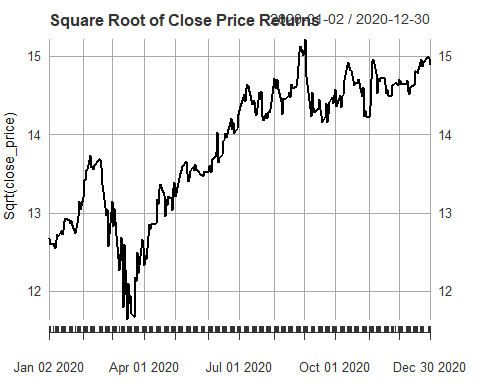 Square Root of Close Price Returns 2020-01-02 / 2020-12-30
15 15
14 14
13 13
12 12
Sqrt(close_price)
Jan 02 2020 Apr 01 2020 Jul 01 2020 Oct 01 2020 Dec 30 2020